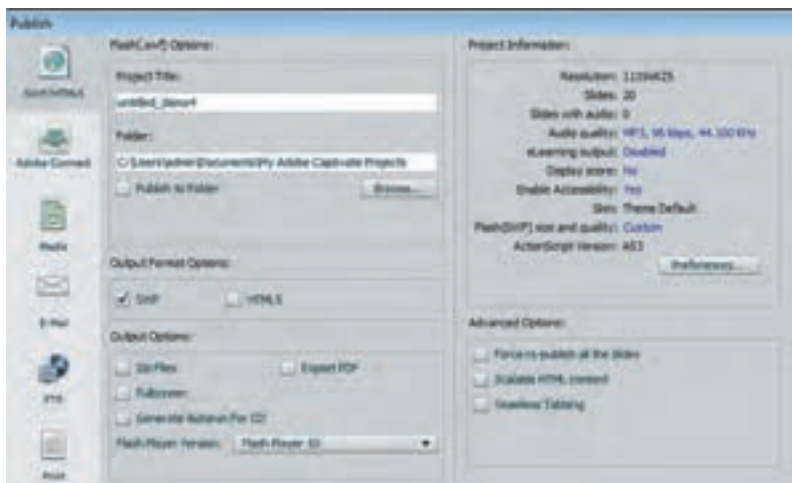 Publish
SWF/HTML5
Adobe Connect
Media
E-Mail
FTP
Print
Flash(.swf) Options:
Project Title:
untitled_demo4
Folder:
C:\Users\admin\Documents\My Adobe Captivate Projects
Publish to Folder
Browse...
Output Format Options:
SWF
HTML5
Output Options:
Zip Files
Export PDF
Fullscreen
Generate Autorun For CD
Flash Player Version:
Flash Player 10
Project Information:
Resolution:
Slides: 20
Slides with audio: 0
Audio quality: MP3, 96 kbps, 44.100 KHz
eLearning output: Disabled
Display score: No
Enable Accessibility: Yes
Skin: Theme Default
Flash(SWF) size and quality: Custom
ActionScript Version: AS3
Preferences...
Advanced Options:
Force re-publish all the slides
Scalable HTML content
Seamless Tabbing